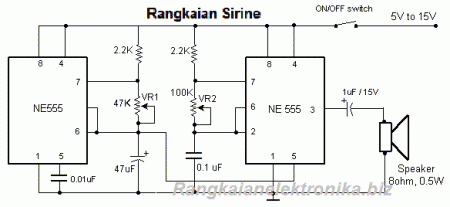 Rangkaian Sirine
ON/OFF switch
5V to 15V
2.2K
2.2K
8 4
7
NE555
6
1 5
47K
VR1
47uF
0.01uF
100K
VR2
0.1 uF
8 4
7
6
2
NE 555
3
1 5
1uF / 15V
Speaker
8ohm, 0.5W
Rangkaianelektronika.biz